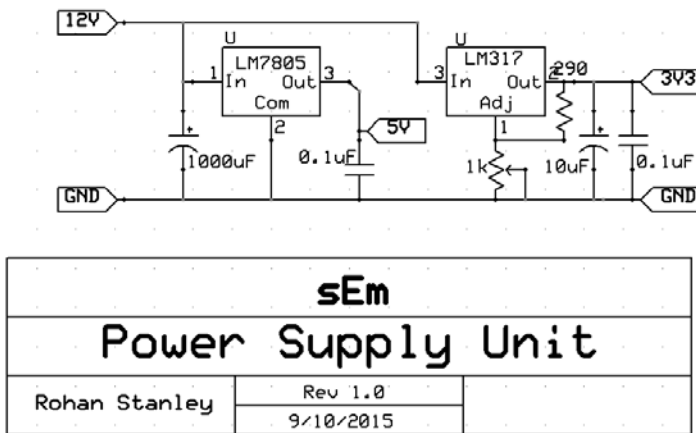 12V
U
LM7805
1
In
Out
3
Com
2
1000uF
0.1uF
5V
U
LM317
3
In
Out
2
290
Adj
1
1k
10uF
0.1uF
3V3
GND
GND
sEm
Power Supply Unit
Rohan Stanley
Rev 1.0
9/10/2015